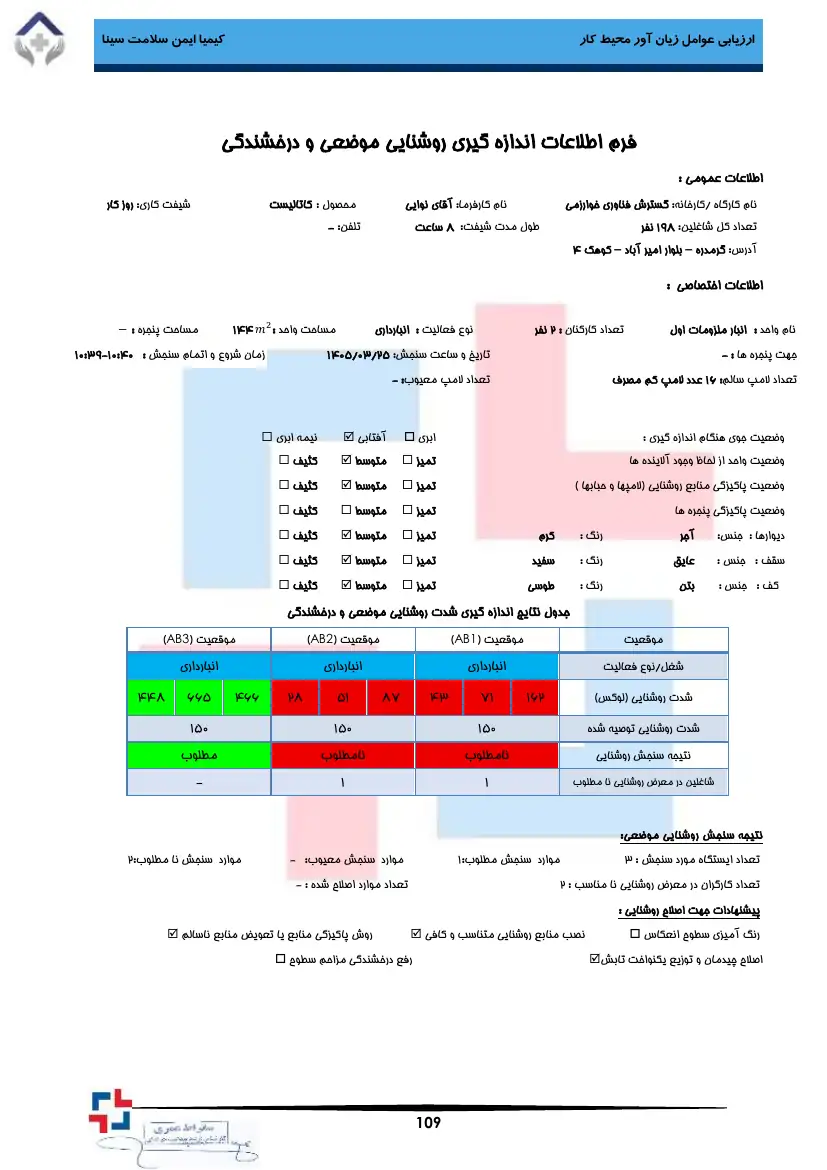 ارزیابی عوامل زیان آور محیط کار کیمیا ایمن سلامت سینا
فرم اطلاعات اندازه گیری روشنایی موضعی و درخشندگی
اطلاعات عمومی :
نام کارگاه /کارخانه: گسترش فناوری خوارزمی نام کارفرما: آقای نوایی محصول : کاتالیست شیفت کاری: روز کار
تعداد کل شاغلین: ۱۹۸ نفر طول مدت شیفت: ۸ ساعت تلفن: -
آدرس: گرمدره – بلوار امیر آباد – کوهک ۴
اطلاعات اختصاصی :
نام واحد : انبار ملزومات اول تعداد کارکنان : ۲ نفر نوع فعالیت : انبارداری مساحت واحد : ۱۴۴ m² مساحت پنجره : –
جهت پنجره ها : - تاریخ و ساعت سنجش: ۱۴۰۵/۰۳/۲۵ زمان شروع و اتمام سنجش : ۱۰:۳۹-۱۰:۴۰
تعداد لامپ سالم: ۱۶ عدد لامپ کم مصرف تعداد لامپ معیوب: -
وضعیت جوی هنگام اندازه گیری : ابری ☐ آفتابی ☑ نیمه ابری ☐
وضعیت واحد از لحاظ وجود آلاینده ها تمیز ☐ متوسط ☑ کثیف ☐
وضعیت پاکیزگی منابع روشنایی (لامپها و حبابها ) تمیز ☐ متوسط ☑ کثیف ☐
وضعیت پاکیزگی پنجره ها تمیز ☐ متوسط ☐ کثیف ☐
دیوارها : جنس: آجر رنگ : کرم تمیز ☐ متوسط ☑ کثیف ☐
سقف : جنس : عایق رنگ : سفید تمیز ☐ متوسط ☑ کثیف ☐
کف : جنس : بتن رنگ : طوسی تمیز ☐ متوسط ☑ کثیف ☐
جدول نتایج اندازه گیری شدت روشنایی موضعی و درخشندگی
موقعیت موقعیت (AB1) موقعیت (AB2) موقعیت (AB3)
شغل/نوع فعالیت انبارداری انبارداری انبارداری
شدت روشنایی (لوکس) ۱۶۲ ۷۱ ۴۳ ۸۷ ۵۱ ۲۸ ۴۶۶ ۶۶۵ ۴۴۸
شدت روشنایی توصیه شده ۱۵۰ ۱۵۰ ۱۵۰
نتیجه سنجش روشنایی نامطلوب نامطلوب مطلوب
شاغلین در معرض روشنایی نا مطلوب ۱ ۱ -
نتیجه سنجش روشنایی موضعی:
تعداد ایستگاه مورد سنجش : ۳ موارد سنجش مطلوب:۱ موارد سنجش معیوب: - موارد سنجش نا مطلوب:۲
تعداد کارگران در معرض روشنایی نا مناسب : ۲ تعداد موارد اصلاح شده : -
پیشنهادات جهت اصلاح روشنایی :
رنگ آمیزی سطوح انعکاس ☐ نصب منابع روشنایی متناسب و کافی ☑ روش پاکیزگی منابع یا تعویض منابع ناسالم ☑
اصلاح چیدمان و توزیع یکنواخت تابش☑ رفع درخشندگی مزاحم سطوح ☐
109